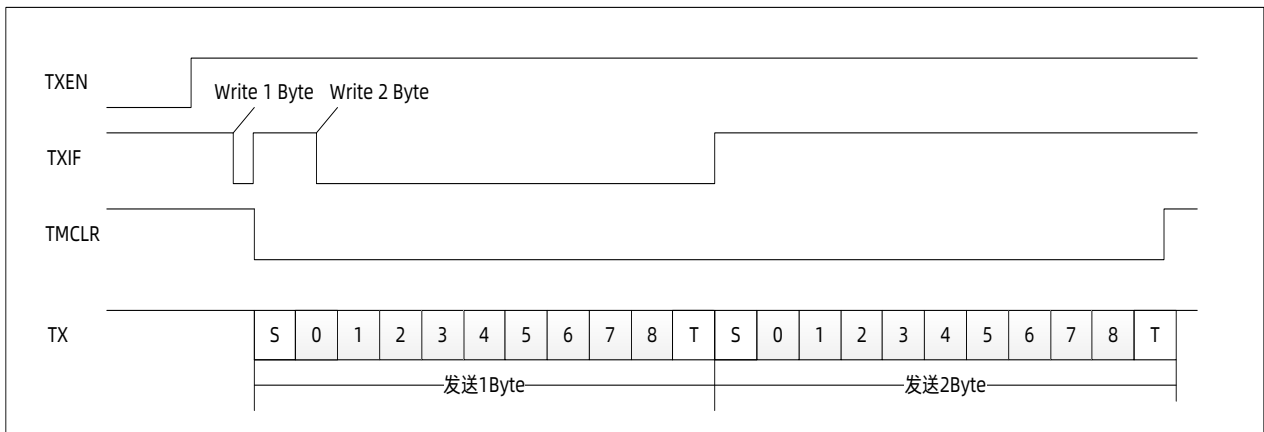 TXEN
Write 1 Byte Write 2 Byte
TXIF
TMCLR
TX S 0 1 2 3 4 5 6 7 8 T S 0 1 2 3 4 5 6 7 8 T
发送1Byte 发送2Byte